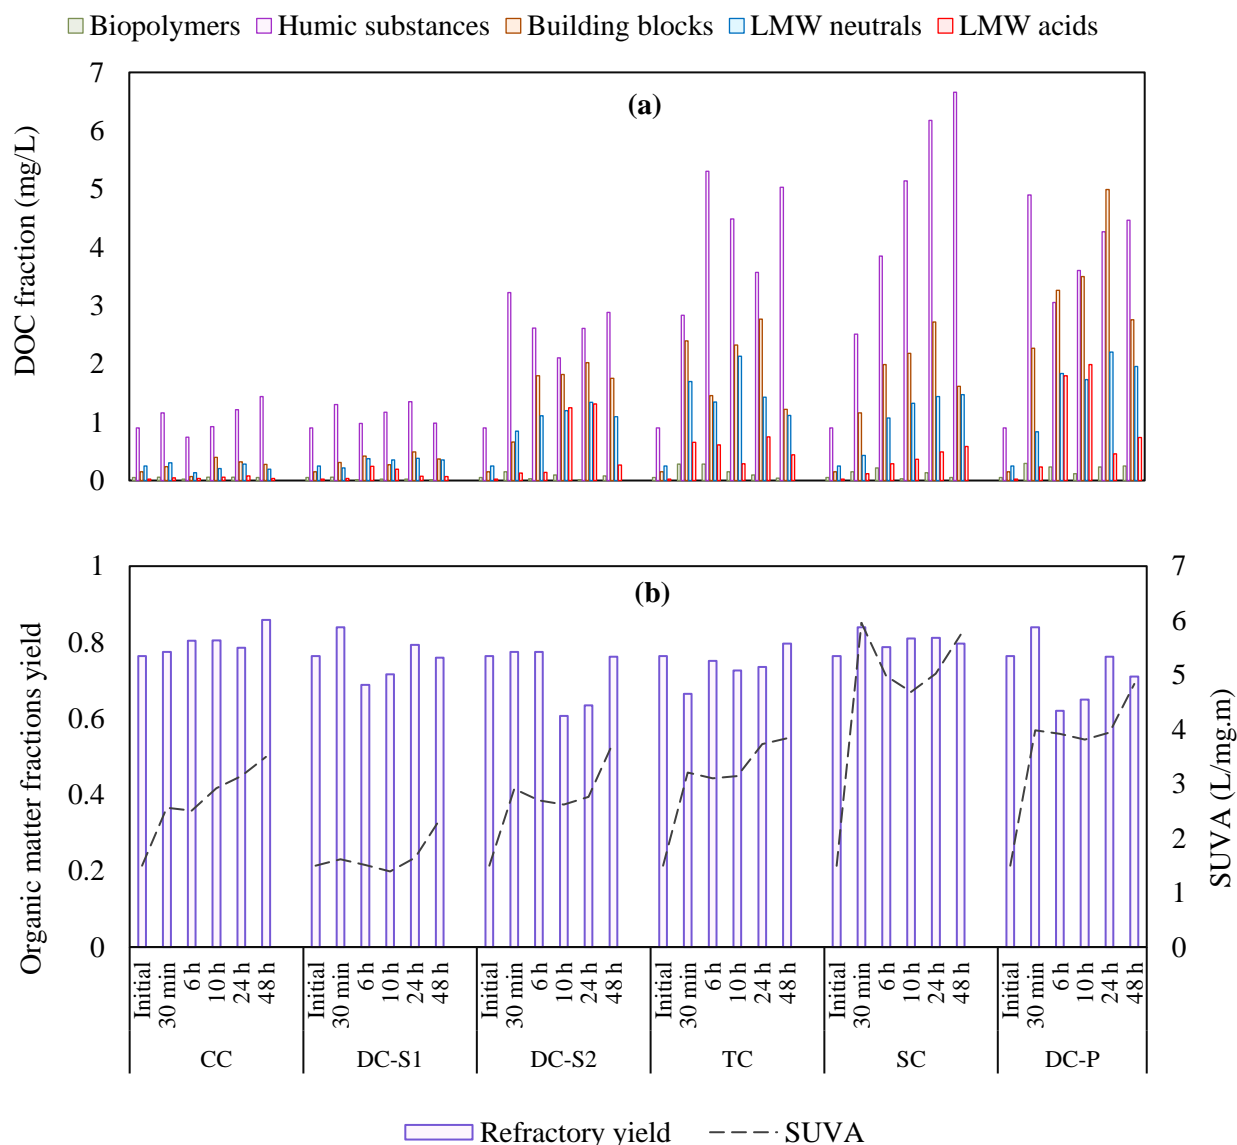 Biopolymers Humic substances Building blocks LMW neutrals LMW acids
(a)
DOC fraction (mg/L)
7
6
5
4
3
2
1
0
(b)
Organic matter fractions yield
1
0.8
0.6
0.4
0.2
0
SUVA (L/mg.m)
7
6
5
4
3
2
1
0
Initial 30 min 6 h 10 h 24 h 48 h Initial 30 min 6 h 10 h 24 h 48 h Initial 30 min 6 h 10 h 24 h 48 h Initial 30 min 6 h 10 h 24 h 48 h Initial 30 min 6 h 10 h 24 h 48 h Initial 30 min 6 h 10 h 24 h 48 h
CC DC-S1 DC-S2 TC SC DC-P
Refractory yield SUVA